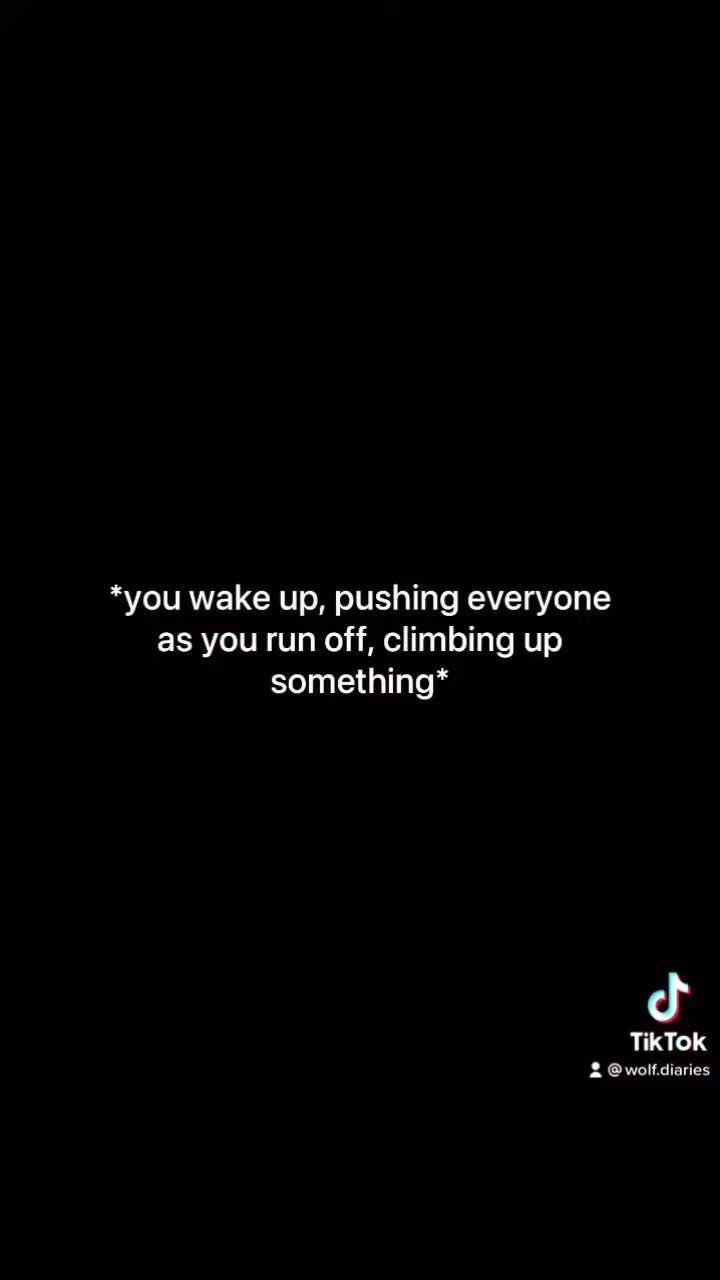 *you wake up, pushing everyone
as you run off, climbing up
something*
TikTok
@wolf.diaries